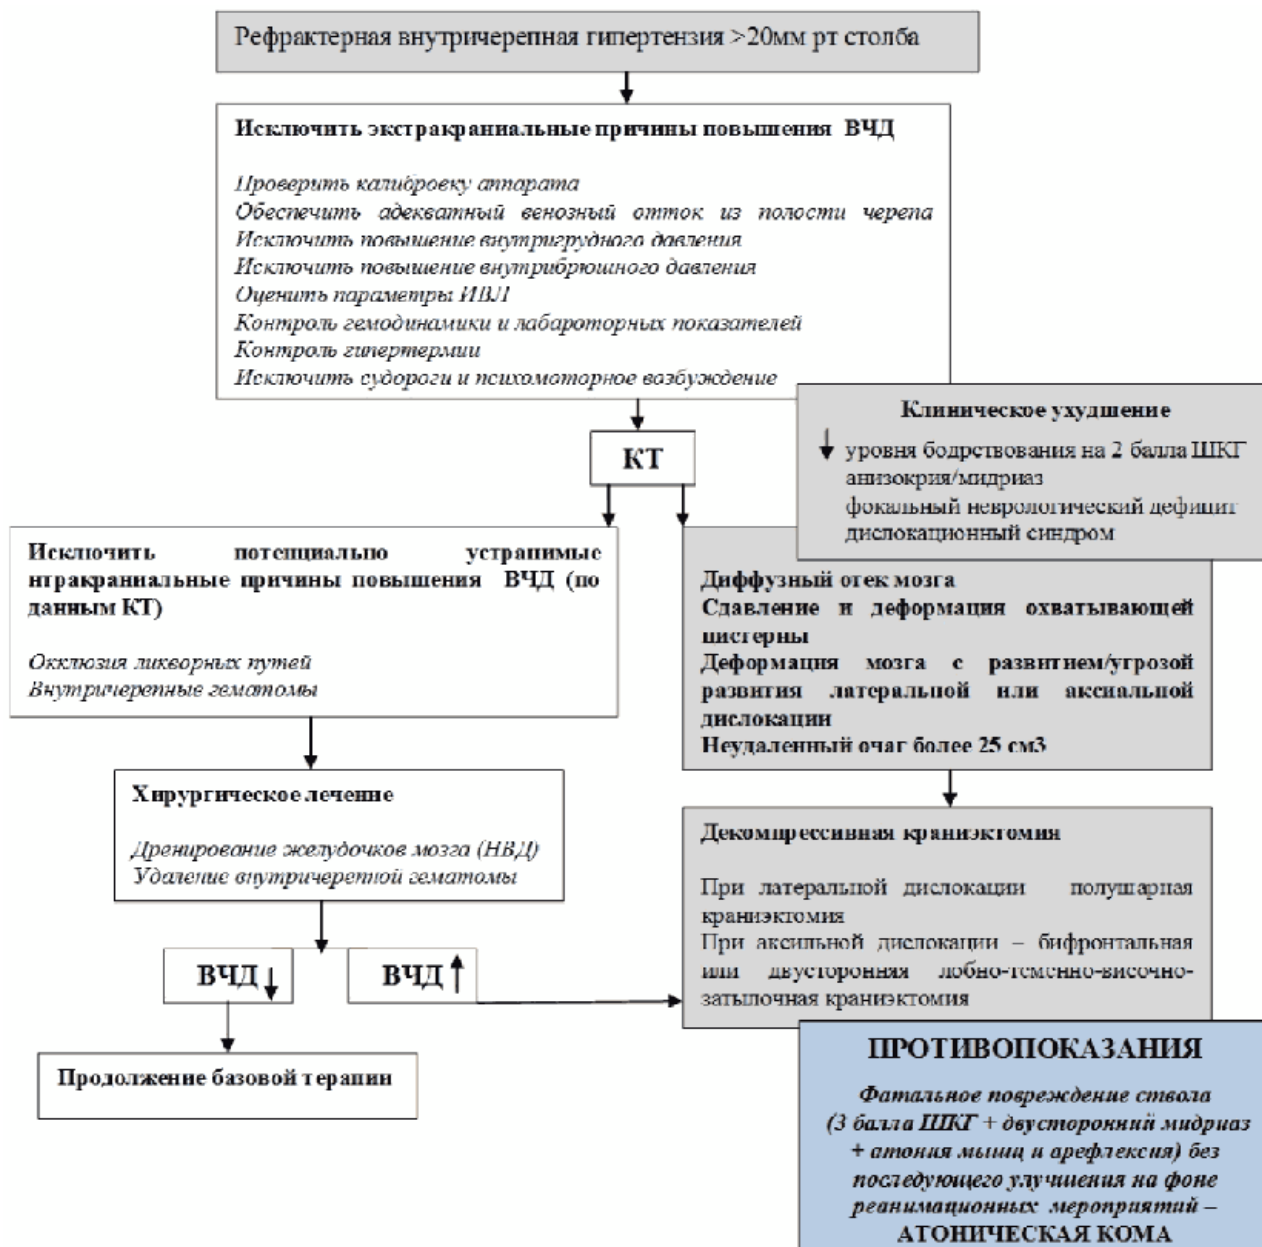 Рефрактерная внутричерепная гипертензия >20мм рт столба
Исключить экстракраниальные причины повышения ВЧД
Проверить калибровку аппарата
Обеспечить адекватный венозный отток из полости черепа
Исключить повышение внутригрудного давления
Исключить повышение внутрибрюшного давления
Оценить параметры ИВЛ
Контроль гемодинамики и лабароторных показателей
Контроль гипертермии
Исключить судороги и психомоторное возбуждение
Клиническое ухудшение
↓ уровня бодрствования на 2 балла ШКГ
анизокрия/мидриаз
фокальный неврологический дефицит
дислокационный синдром
КТ
Исключить потенциально устранимые
нтракраниальные причины повышения ВЧД (по
данным КТ)
Окклюзия ликворных путей
Внутричерепные гематомы
Диффузный отек мозга
Сдавление и деформация охватывающей
цистерны
Деформация мозга с развитием/угрозой
развития латеральной или аксиальной
дислокации
Неудаленный очаг более 25 см3
Хирургическое лечение
Дренирование желудочков мозга (НВД)
Удаление внутричерепной гематомы
Декомпрессивная краниэктомия
При латеральной дислокации полушарная
краниэктомия
При аксильной дислокации – бифронтальная
или двусторонняя лобно-теменно-височно-
затылочная краниэктомия
ВЧД ↓
ВЧД ↑
Продолжение базовой терапии
ПРОТИВОПОКАЗАНИЯ
Фатальное повреждение ствола
(3 балла ШКГ + двусторонний мидриаз
+ атония мышц и арефлексия) без
последующего улучшения на фоне
реанимационных мероприятий –
АТОНИЧЕСКАЯ КОМА